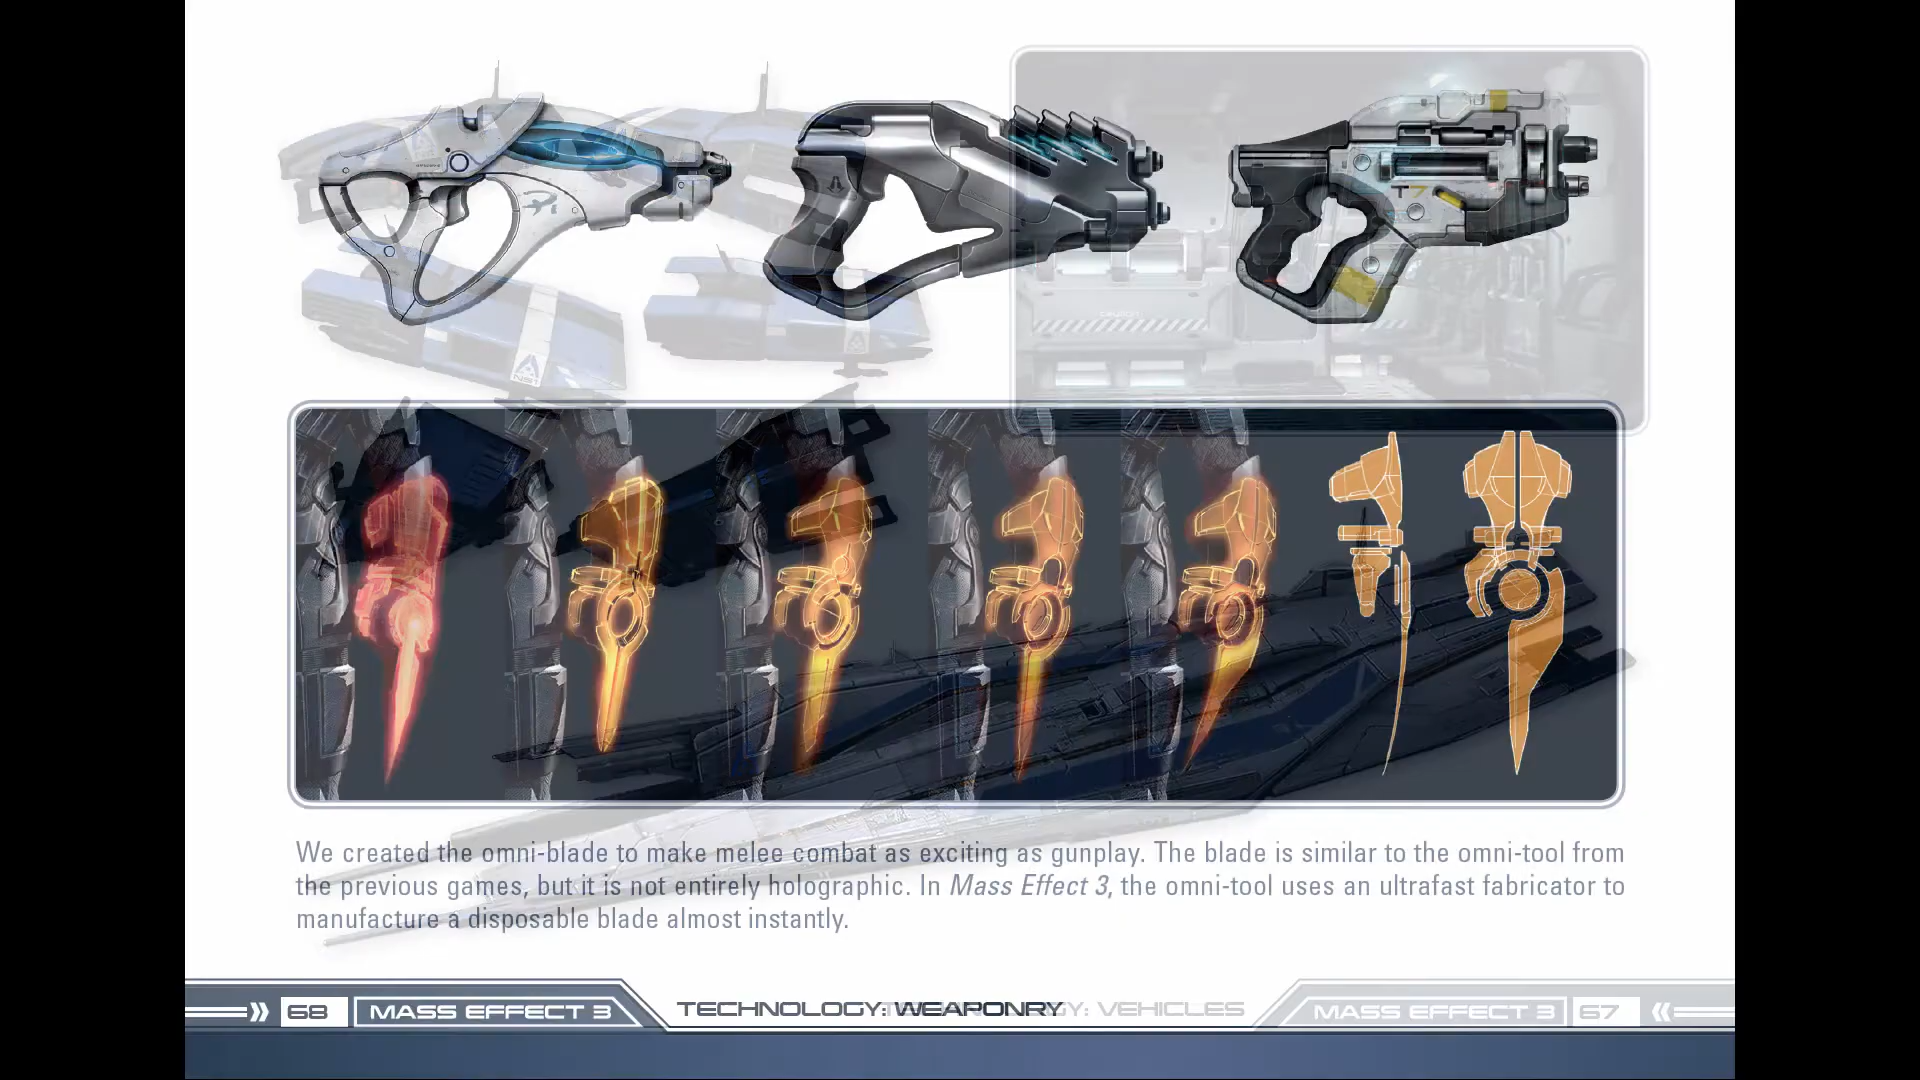 T7
CAUTION
N51
We created the omni-blade to make melee combat as exciting as gunplay. The blade is similar to the omni-tool from
the previous games, but it is not entirely holographic. In Mass Effect 3, the omni-tool uses an ultrafast fabricator to
manufacture a disposable blade almost instantly.
68 MASS EFFECT 3 TECHNOLOGY: WEAPONRY Y: VEHICLES MASS EFFECT 3 67